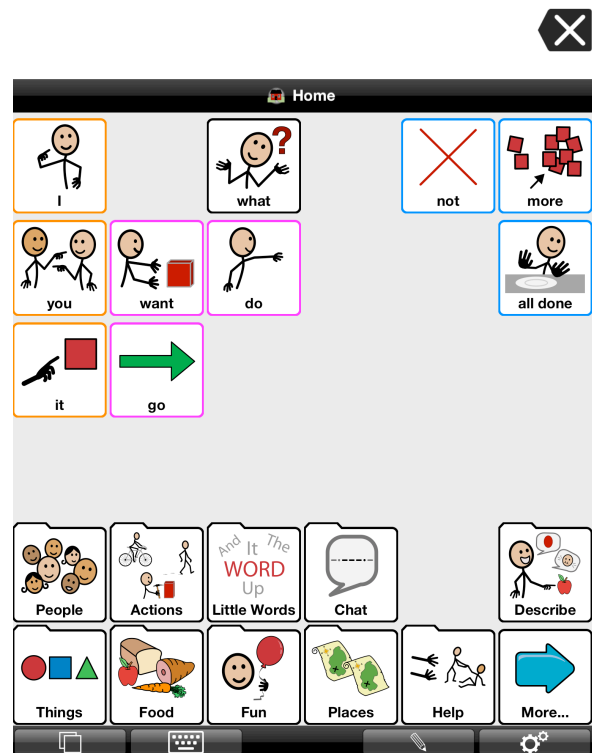 Home
I
what
?
not
more
you
want
do
all done
it
go
People
Actions
And It The
WORD
Up
Little Words
Chat
Describe
Things
Food
Fun
Places
Help
More...